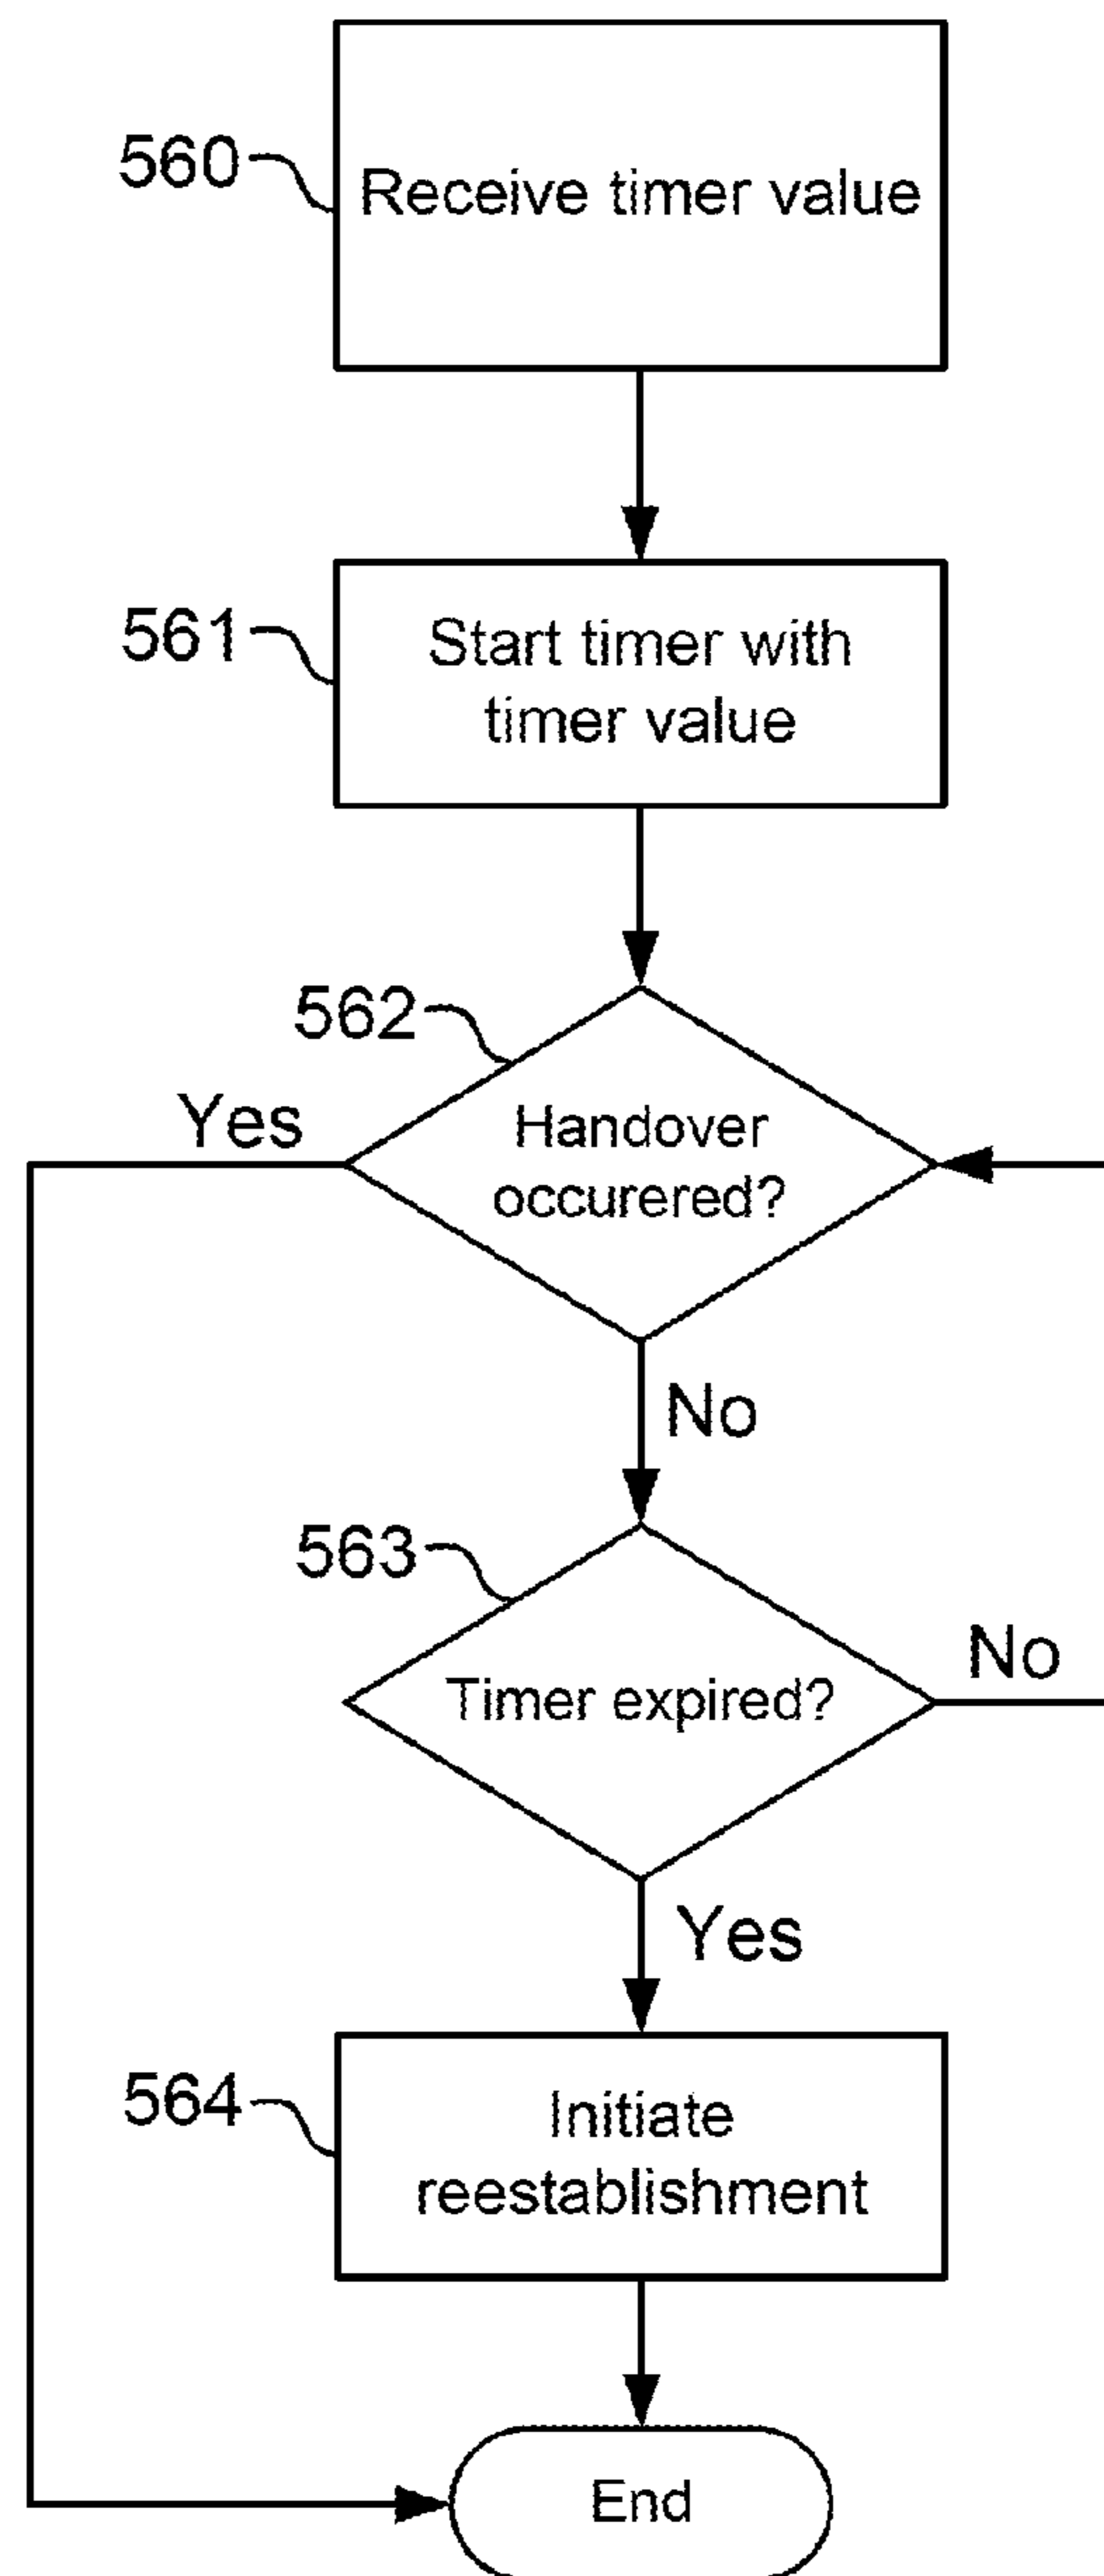 560
Receive timer value
561
Start timer with
timer value
562
Yes
Handover
occurered?
No
563
Timer expired?
No
Yes
564
Initiate
reestablishment
End